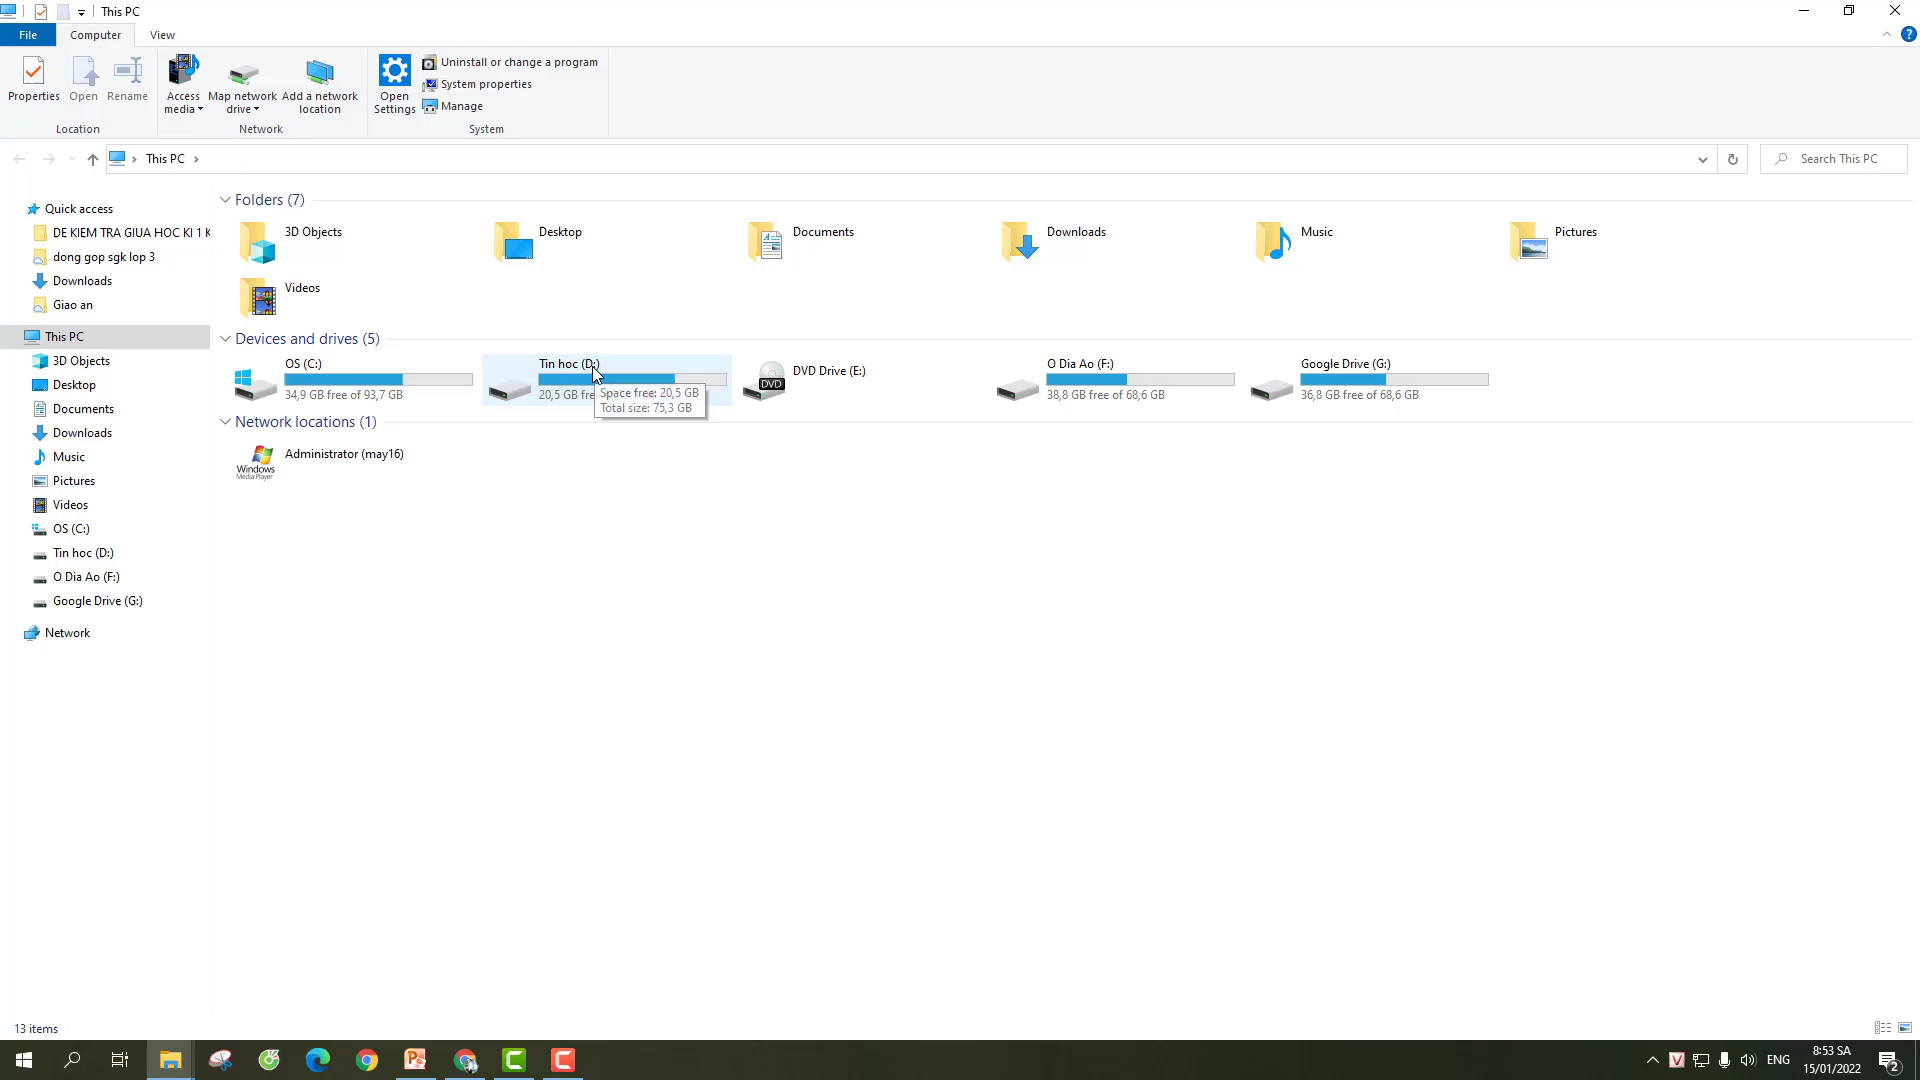 This PC
File
Computer
View
Properties
Open
Rename
Location
Access media
Map network drive
Add a network location
Network
Open Settings
Uninstall or change a program
System properties
Manage
System
This PC
Search This PC
Quick access
DE KIEM TRA GIUA HOC KI 1 K
dong gop sgk lop 3
Downloads
Giao an
This PC
3D Objects
Desktop
Documents
Downloads
Music
Pictures
Videos
OS (C:)
Tin hoc (D:)
O Dia Ao (F:)
Google Drive (G:)
Network
Folders (7)
3D Objects
Desktop
Documents
Downloads
Music
Pictures
Videos
Devices and drives (5)
OS (C:)
34,9 GB free of 93,7 GB
Tin hoc (D:)
20,5 GB fre
Space free: 20,5 GB
Total size: 75,3 GB
DVD Drive (E:)
DVD
O Dia Ao (F:)
38,8 GB free of 68,6 GB
Google Drive (G:)
36,8 GB free of 68,6 GB
Network locations (1)
Windows
Media Player
Administrator (may16)
13 items
ENG
8:53 SA
15/01/2022
2